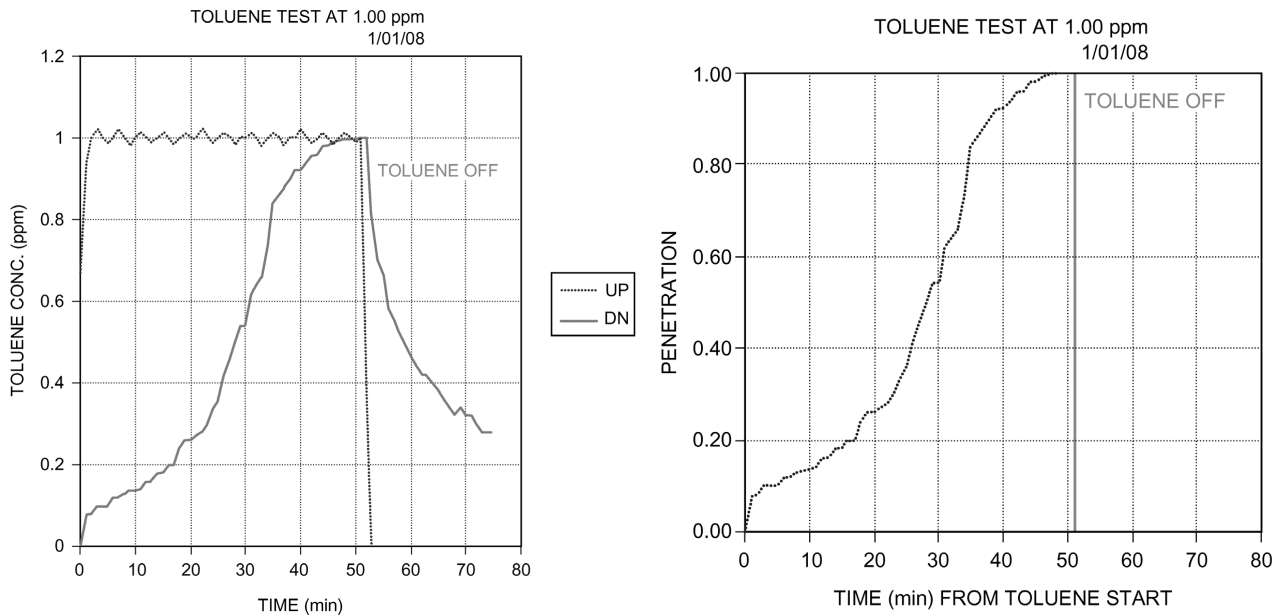 TOLUENE TEST AT 1.00 ppm
1/01/08
1.2
1
0.8
0.6
0.4
0.2
0
TOLUENE CONC. (ppm)
TOLUENE OFF
0 10 20 30 40 50 60 70 80
TIME (min)
UP
DN
TOLUENE TEST AT 1.00 ppm
1/01/08
1.00
0.80
0.60
0.40
0.20
0.00
PENETRATION
TOLUENE OFF
0 10 20 30 40 50 60 70 80
TIME (min) FROM TOLUENE START